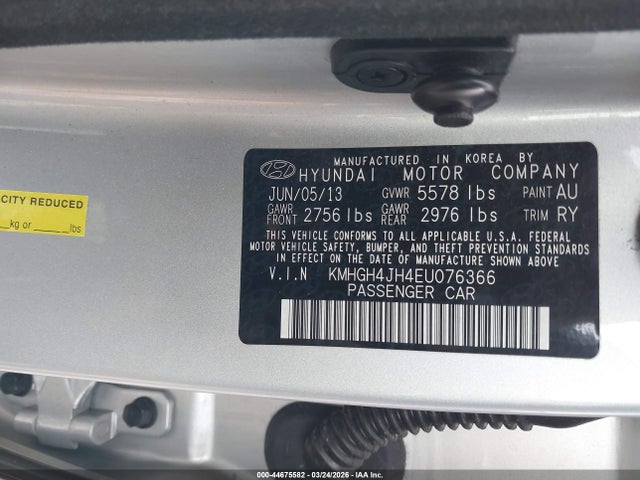 CITY REDUCED
__kg or ______lbs
MANUFACTURED IN KOREA BY
HYUNDAI MOTOR COMPANY
JUN/05/13 GVWR 5578 lbs PAINT AU
GAWR FRONT 2756 lbs GAWR REAR 2976 lbs TRIM RY
THIS VEHICLE CONFORMS TO ALL APPLICABLE U.S.A. FEDERAL
MOTOR VEHICLE SAFETY, BUMPER, AND THEFT PREVENTION STANDARDS
IN EFFECT ON THE DATE OF MANUFACTURE SHOWN ABOVE.
V.I.N KMHGH4JH4EU076366
PASSENGER CAR
000-44675582 - 03/24/2026 - IAA Inc.